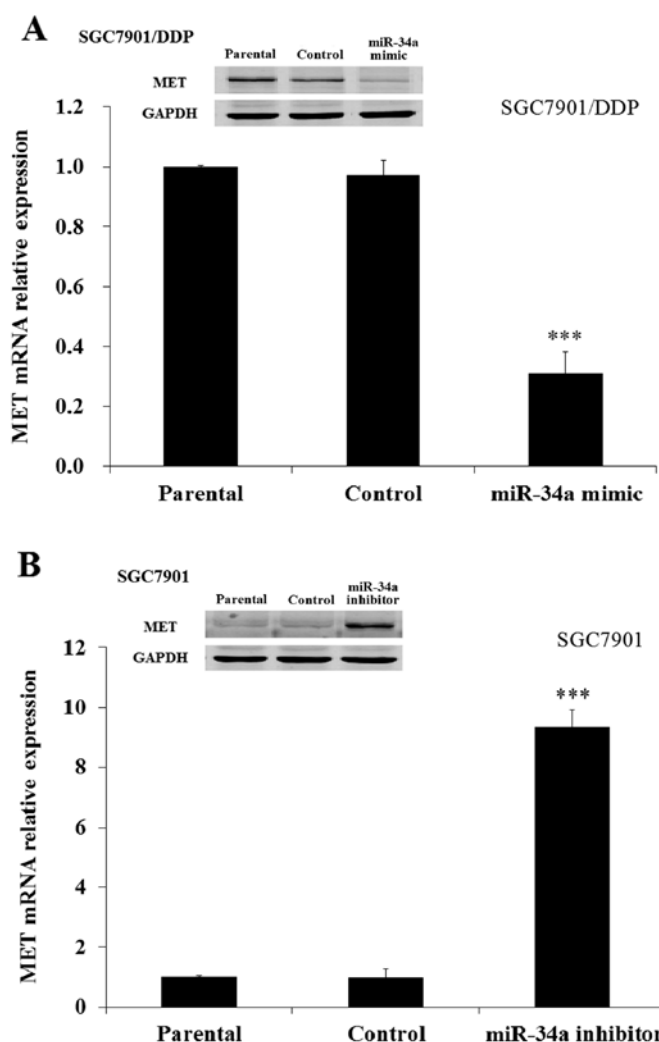 A
SGC7901/DDP
Parental Control miR-34a mimic
MET
GAPDH
SGC7901/DDP
MET mRNA relative expression
1.2
1.0
0.8
0.6
0.4
0.2
0.0
***
Parental Control miR-34a mimic
B
SGC7901
Parental Control miR-34a inhibitor
MET
GAPDH
SGC7901
MET mRNA relative expression
12
10
8
6
4
2
0
***
Parental Control miR-34a inhibitor